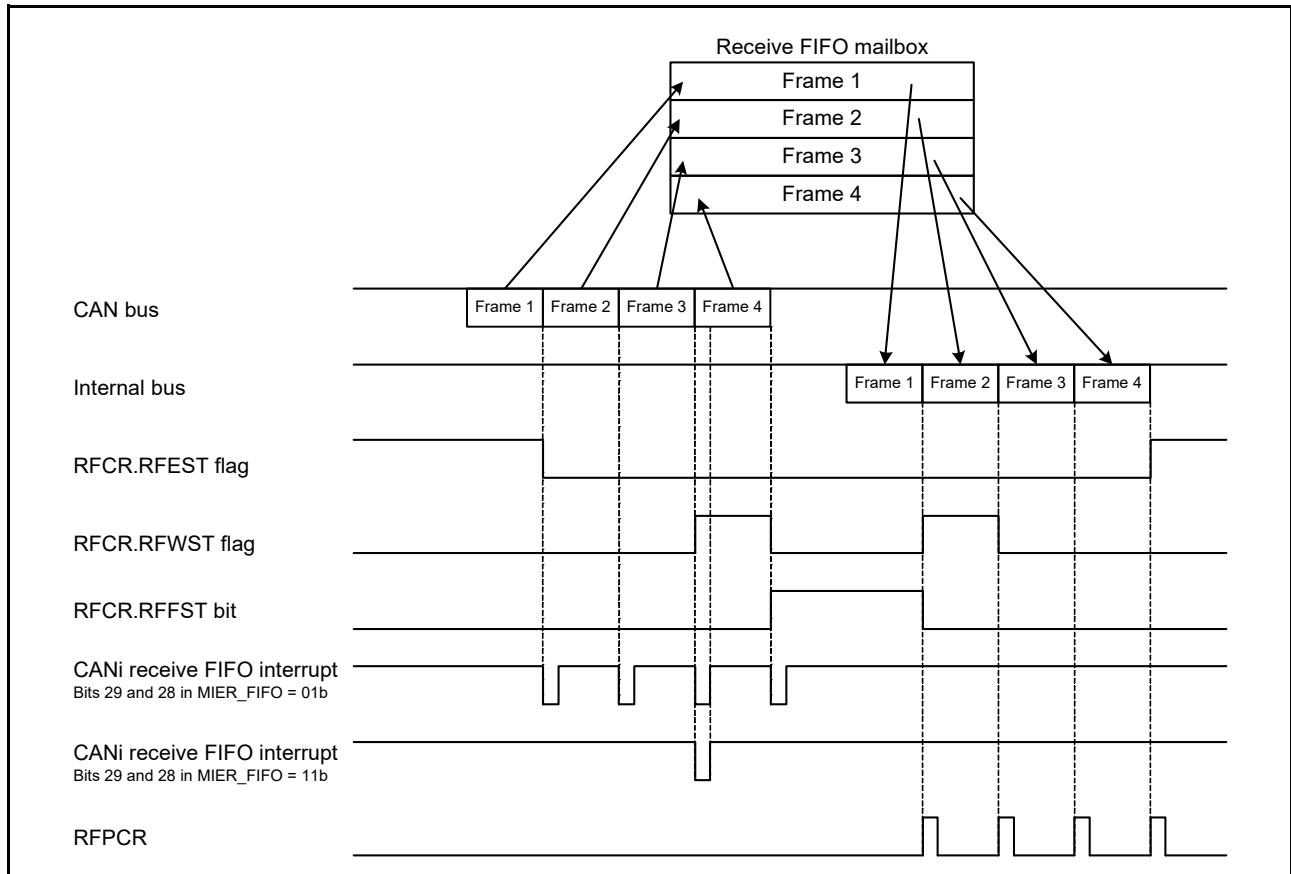 Receive FIFO mailbox
Frame 1
Frame 2
Frame 3
Frame 4
CAN bus
Frame 1 Frame 2 Frame 3 Frame 4
Internal bus
Frame 1 Frame 2 Frame 3 Frame 4
RFCR.RFEST flag
RFCR.RFWST flag
RFCR.RFFST bit
CANi receive FIFO interrupt
Bits 29 and 28 in MIER_FIFO = 01b
CANi receive FIFO interrupt
Bits 29 and 28 in MIER_FIFO = 11b
RFPCR